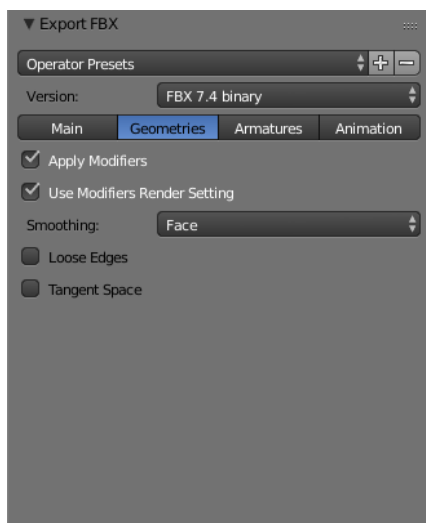 Export FBX
Operator Presets
Version: FBX 7.4 binary
Main Geometries Armatures Animation
Apply Modifiers
Use Modifiers Render Setting
Smoothing: Face
Loose Edges
Tangent Space